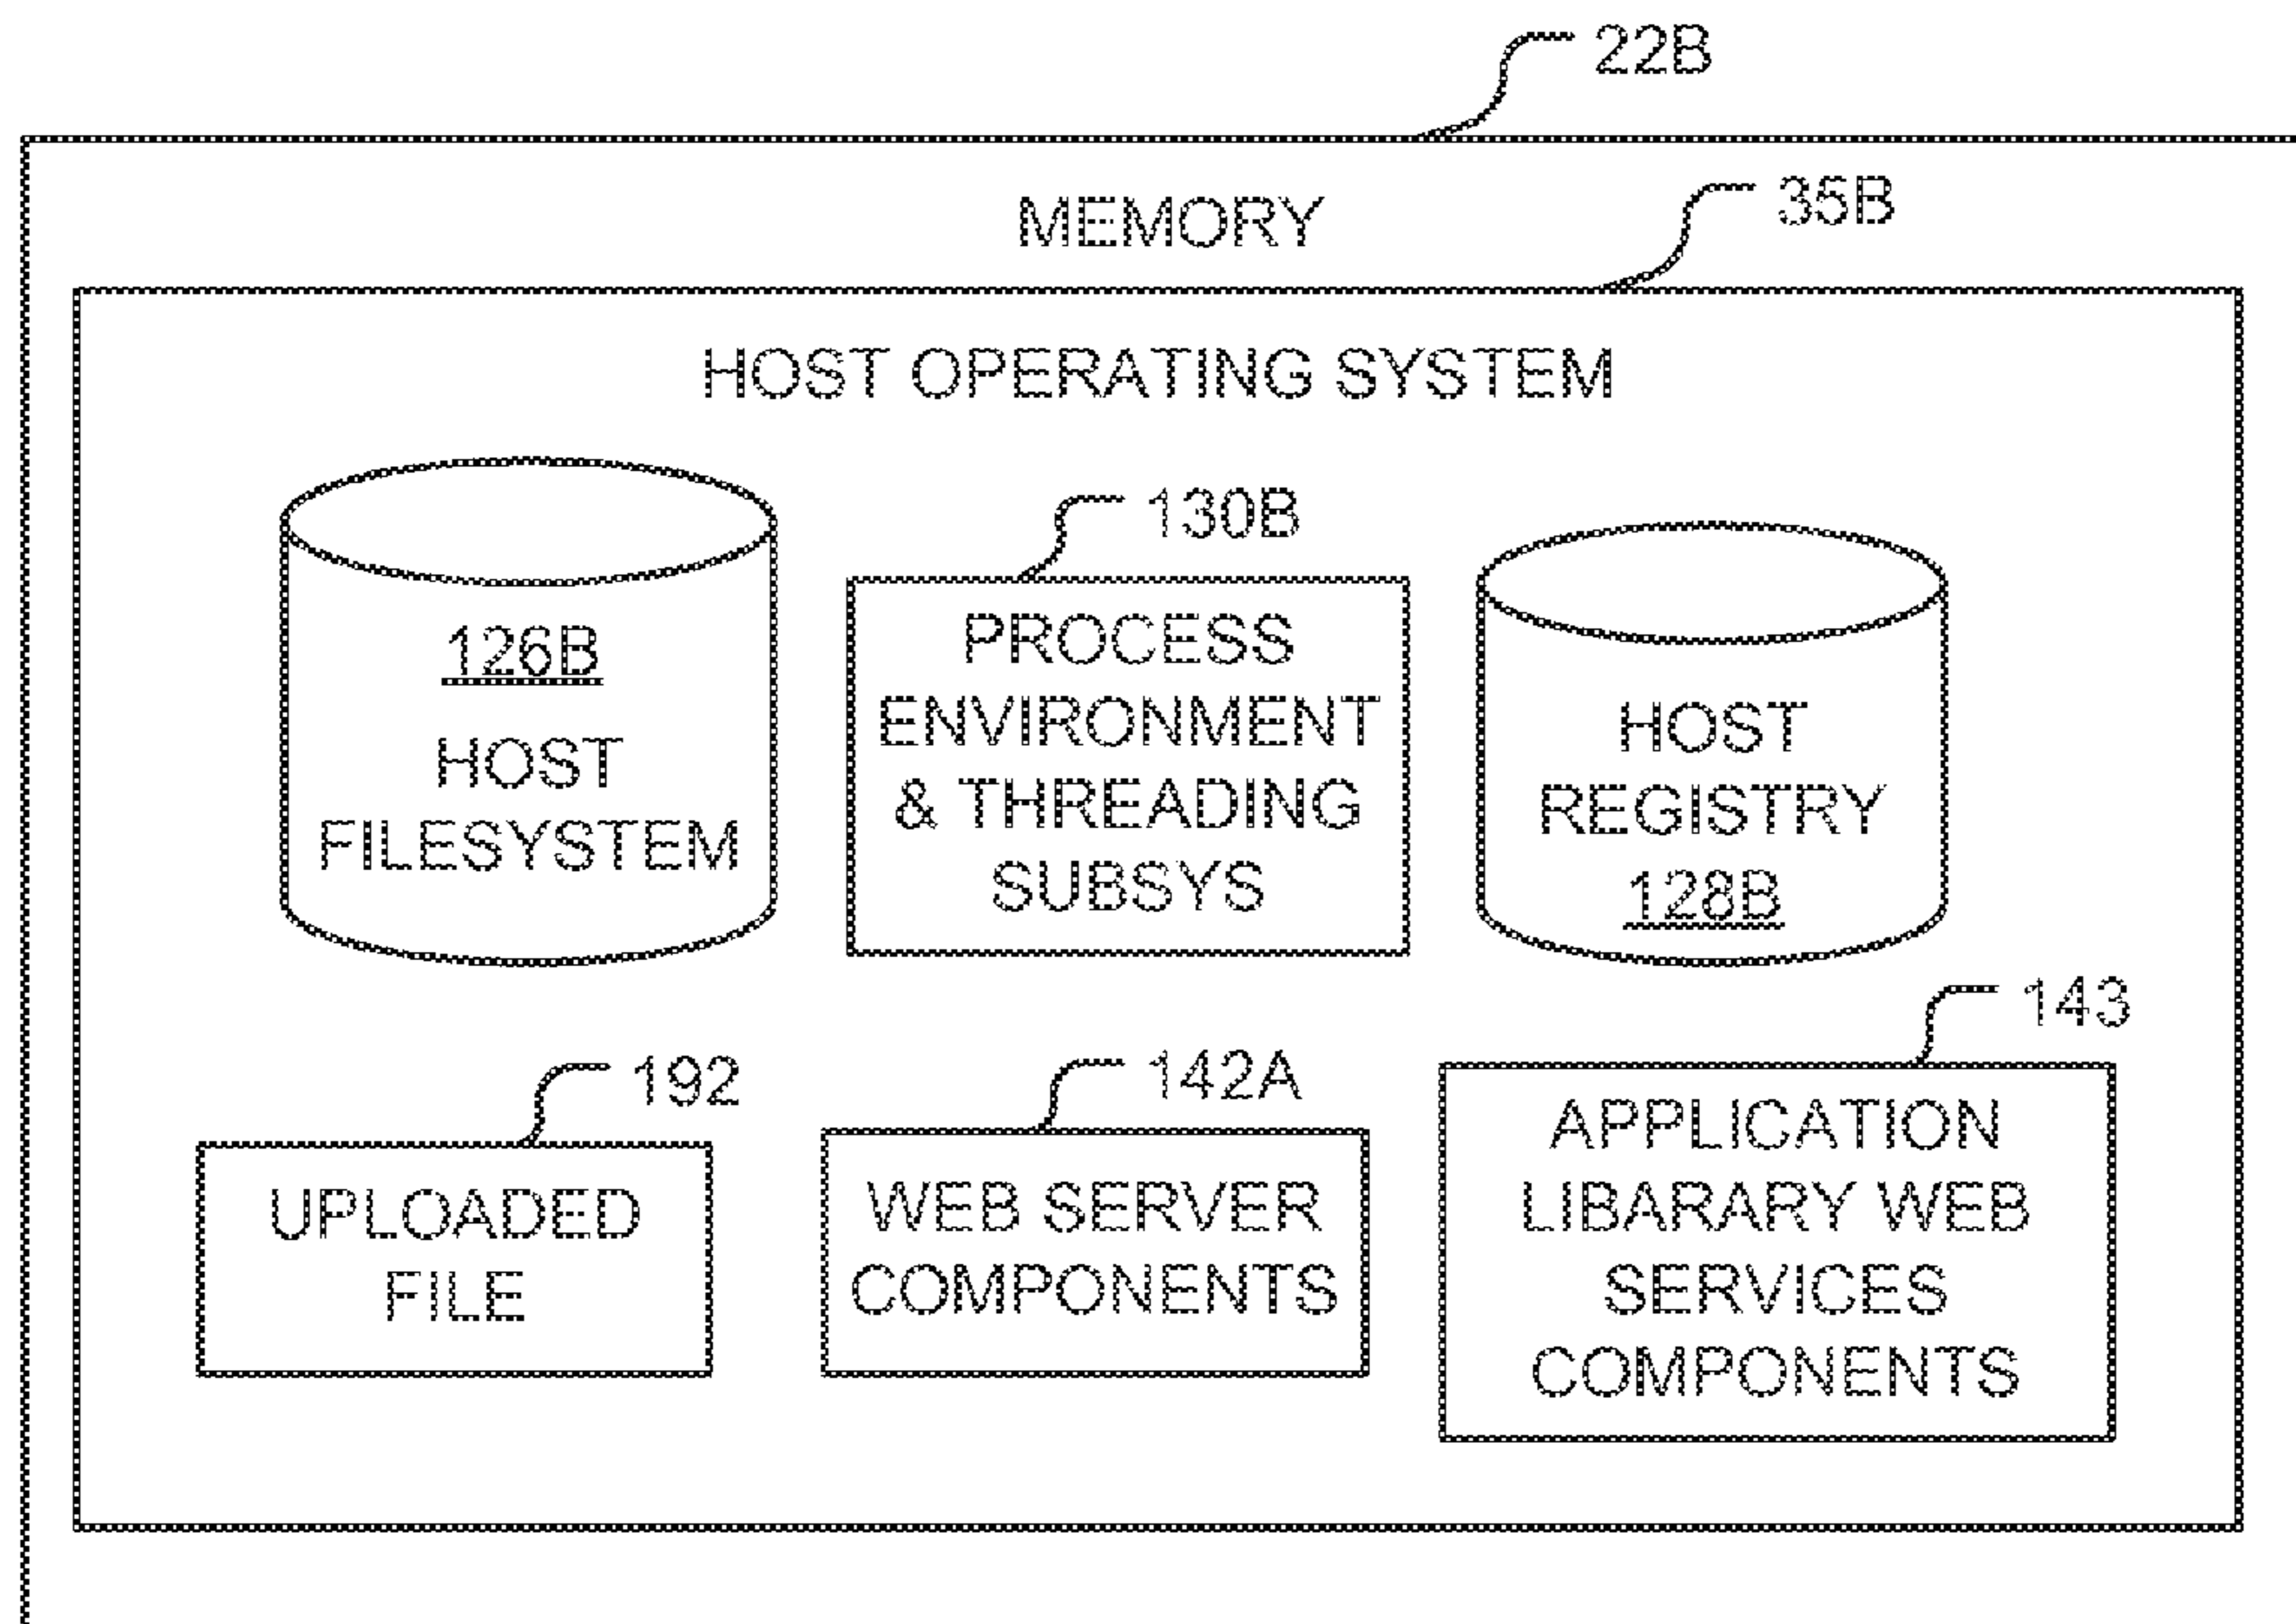 22B
MEMORY
35B
HOST OPERATING SYSTEM
126B
HOST
FILESYSTEM
130B
PROCESS
ENVIRONMENT
& THREADING
SUBSYS
HOST
REGISTRY
128B
192
UPLOADED
FILE
142A
WEB SERVER
COMPONENTS
143
APPLICATION
LIBARARY WEB
SERVICES
COMPONENTS